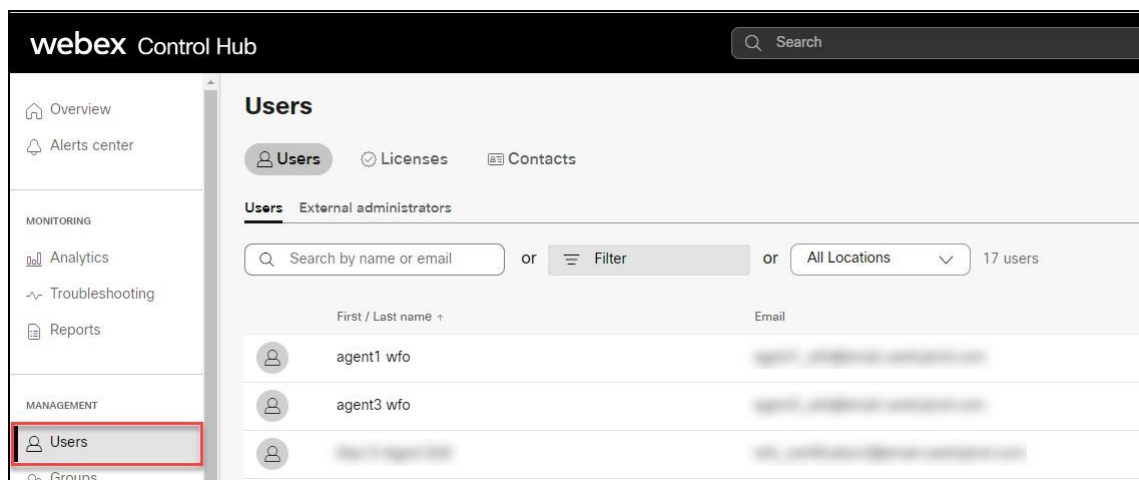 webex Control Hub
Search
Overview
Alerts center
MONITORING
Analytics
Troubleshooting
Reports
MANAGEMENT
Users
Groups
Users
Users Licenses Contacts
Users External administrators
Search by name or email or Filter or All Locations 17 users
First / Last name ↑ Email
agent1 wfo
agent3 wfo